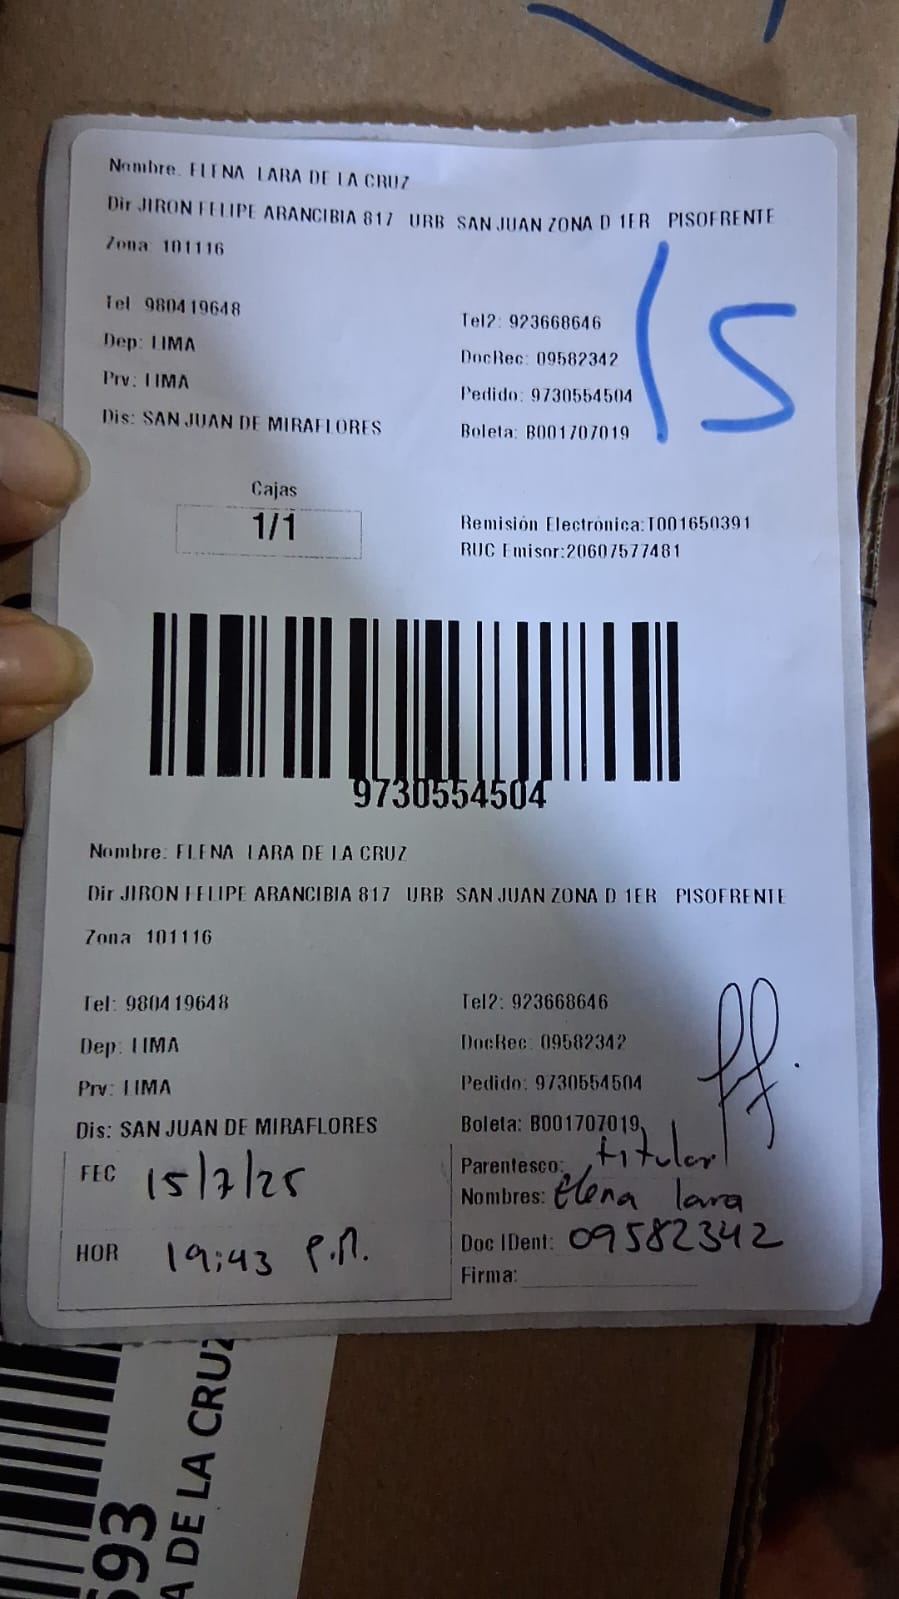 Nombre: ELENA LARA DE LA CRUZ
Dir JIRON FELIPE ARANCIBIA 817 URB SAN JUAN ZONA D 1ER PISOFRENTE
Zona: 101116
Tel 980419648
Tel2: 923668646
Dep: LIMA
DocRec: 09582342
Prv: LIMA
Pedido: 9730554504
Dis: SAN JUAN DE MIRAFLORES
Boleta: B001707019
15
Cajas
1/1
Remisión Electrónica:T001650391
RUC Emisor:20607577481
9730554504
Nombre: ELENA LARA DE LA CRUZ
Dir JIRON FELIPE ARANCIBIA 817 URB SAN JUAN ZONA D 1ER PISOFRENTE
Zona 101116
Tel: 980419648
Tel2: 923668646
Dep: LIMA
DocRec: 09582342
Prv: LIMA
Pedido: 9730554504
Dis: SAN JUAN DE MIRAFLORES
Boleta: B001707019
FEC 15/7/25
Parentesco: titular
Nombres: Elena lara
HOR 19:43 P.M.
Doc IDent: 09582342
Firma:
593
A DE LA CRUZ